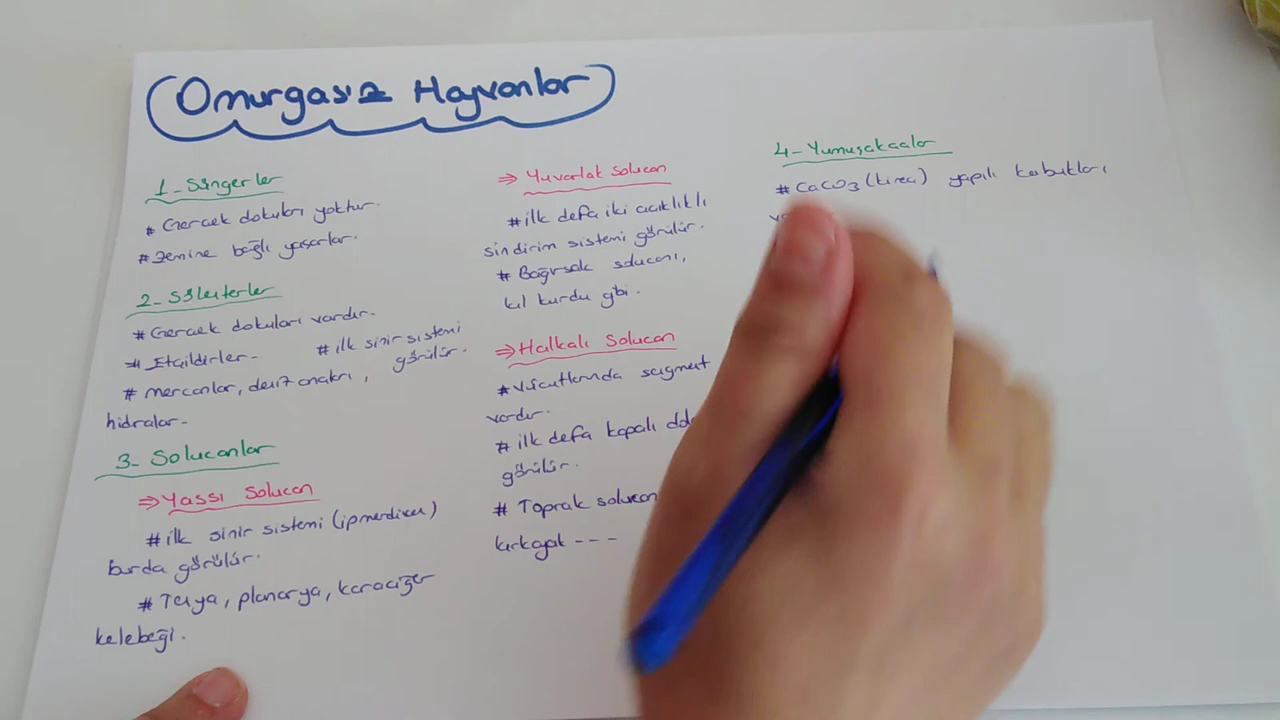 Omurgasız Hayvanlar
1- Süngerler
# Gerçek dokuları yoktur.
# Zemine bağlı yaşarlar.
2- Sölenterler
# Gerçek dokuları vardır.
# Etçildirler.
# ilk sinir sistemi
görülür.
# mercanlar, deniz anaları,
hidralar.
3- Solucanlar
⇒ Yassı Solucan
# ilk sinir sistemi (ip merdiven)
burda görülür.
# Tenya, planarya, karaciğer
kelebeği.
⇒ Yuvarlak Solucan
# ilk defa iki açıklıklı
sindirim sistemi görülür.
# Bağırsak solucanı,
kıl kurdu gibi.
⇒ Halkalı Solucan
# Vücutlarında segment
vardır.
# ilk defa kapalı
görülür.
# Toprak
kırkayak ---
4- Yumuşakçalar
# CaCO3 (kireç) yapılı kabukları